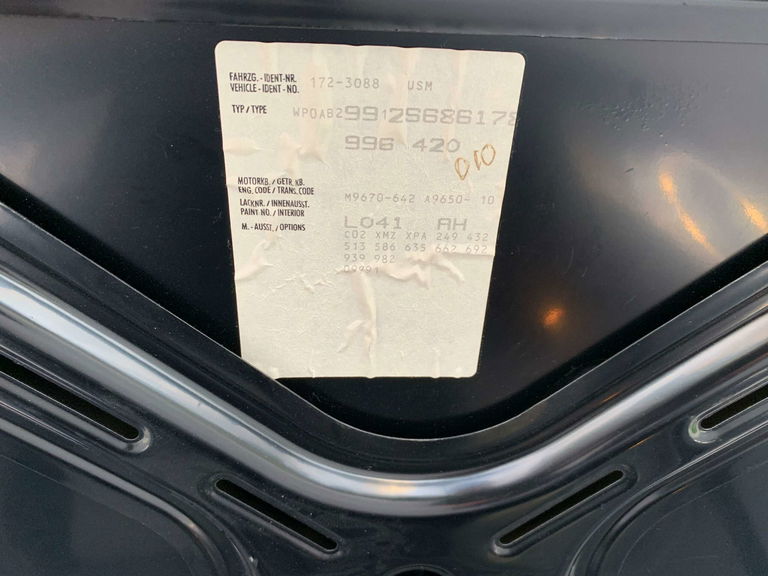 FAHRZG.-IDENT-NR. 172-3088 USM
VEHICLE-IDENT-NO.
TYP/TYPE WP0AB29912S686178
996 420
010
MOTORKB./GETR.KB.
ENG.CODE/TRANS.CODE M9670-642 A9650- 10
LACKNR./INNENAUSST.
PAINT NO./INTERIOR L041 AH
M.-AUSST./OPTIONS C02 XMZ XPA 249 432
513 586 635 662 692
939 982
09991